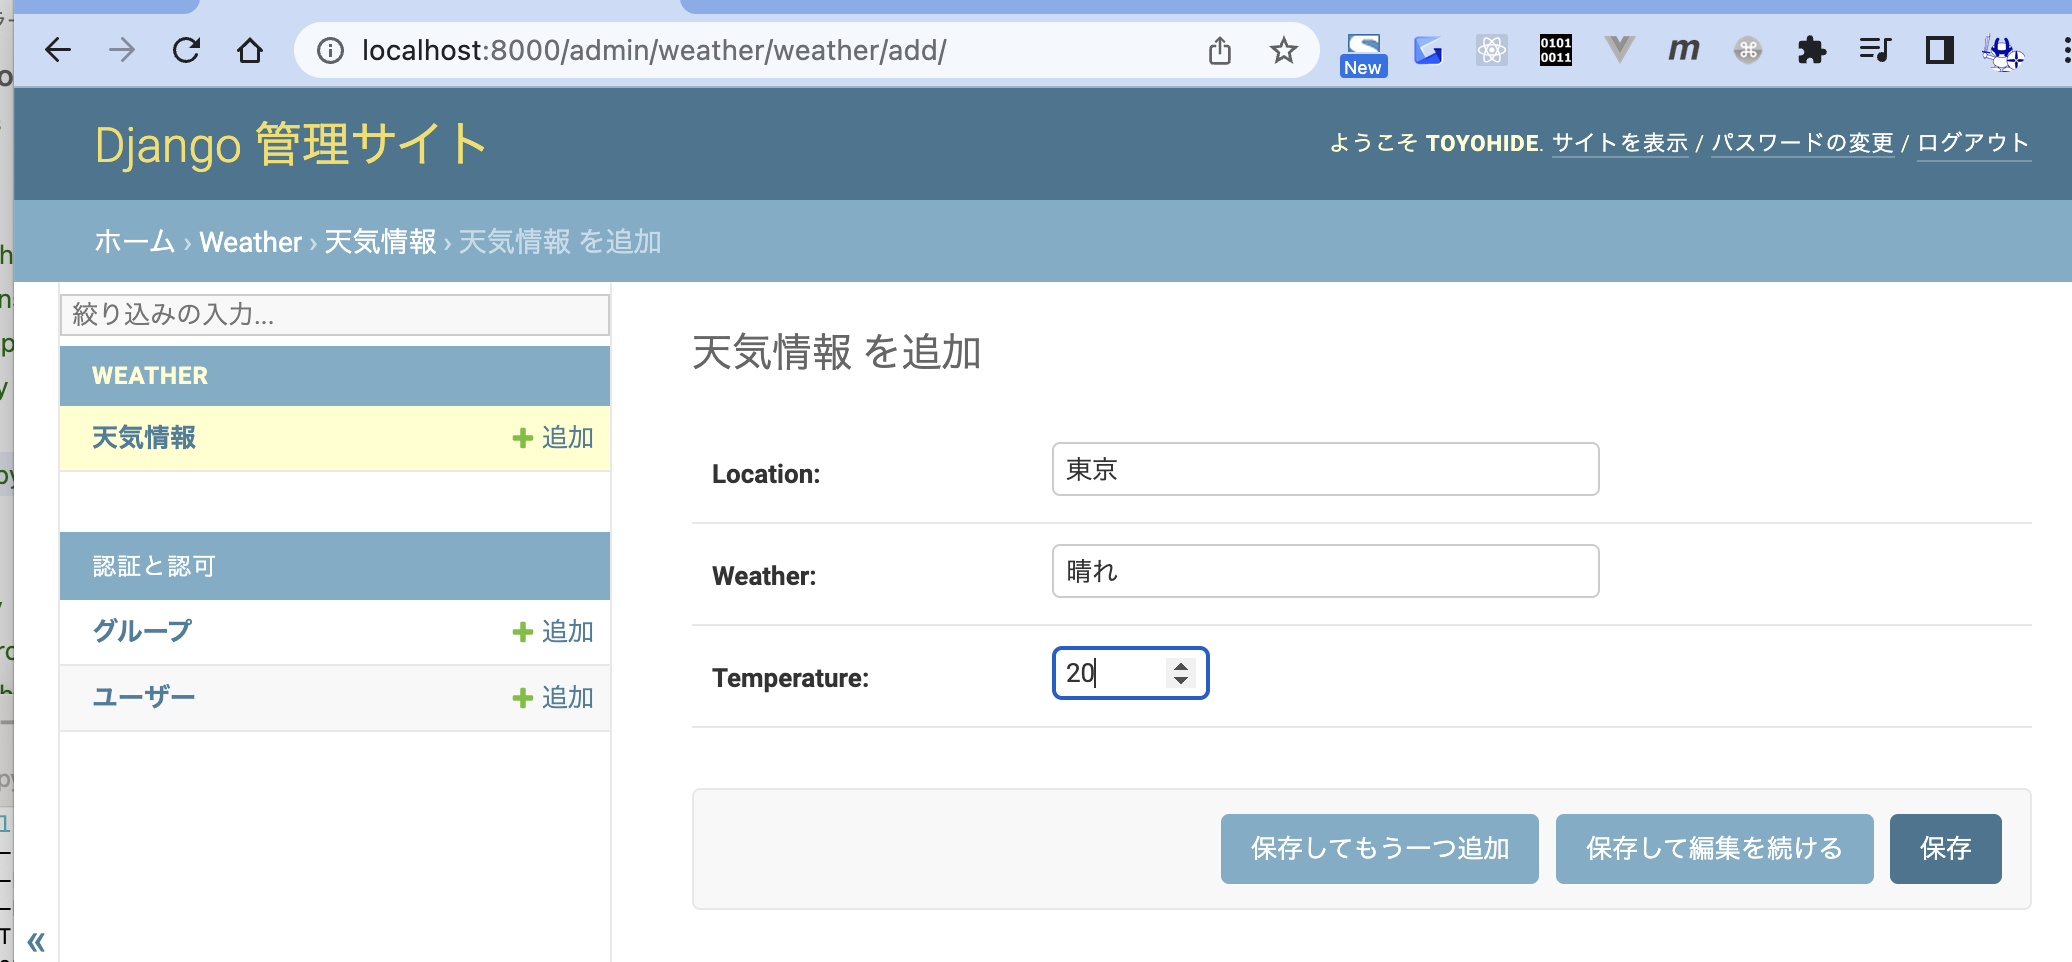 localhost:8000/admin/weather/weather/add/
New
0101
0011
m
Django 管理サイト
ようこそ TOYOHIDE. サイトを表示 / パスワードの変更 / ログアウト
ホーム › Weather › 天気情報 › 天気情報 を追加
絞り込みの入力...
WEATHER
天気情報
+ 追加
認証と認可
グループ
+ 追加
ユーザー
+ 追加
«
天気情報 を追加
Location:
東京
Weather:
晴れ
Temperature:
20
保存してもう一つ追加
保存して編集を続ける
保存